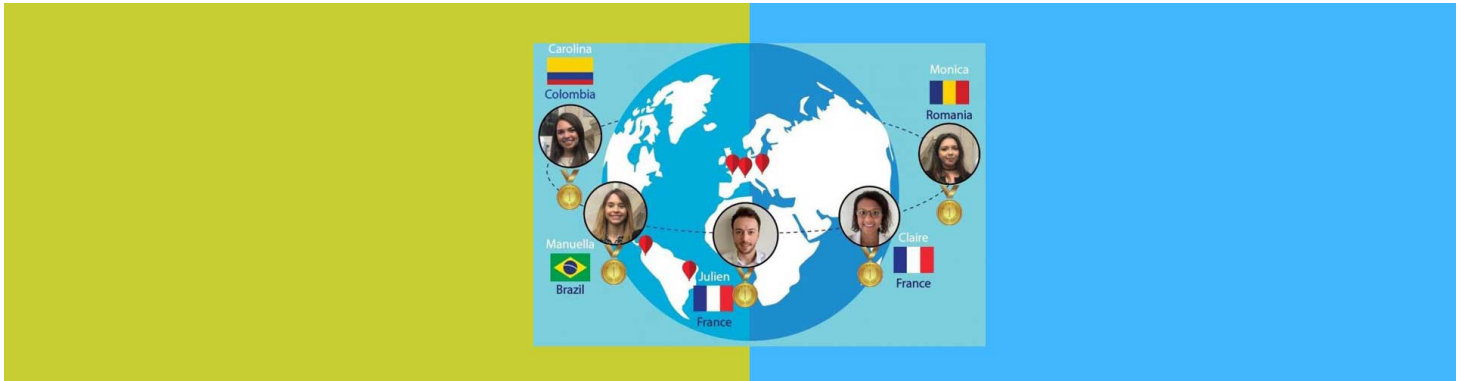 Carolina
Colombia
Monica
Romania
Manuella
Brazil
Julien
France
Claire
France